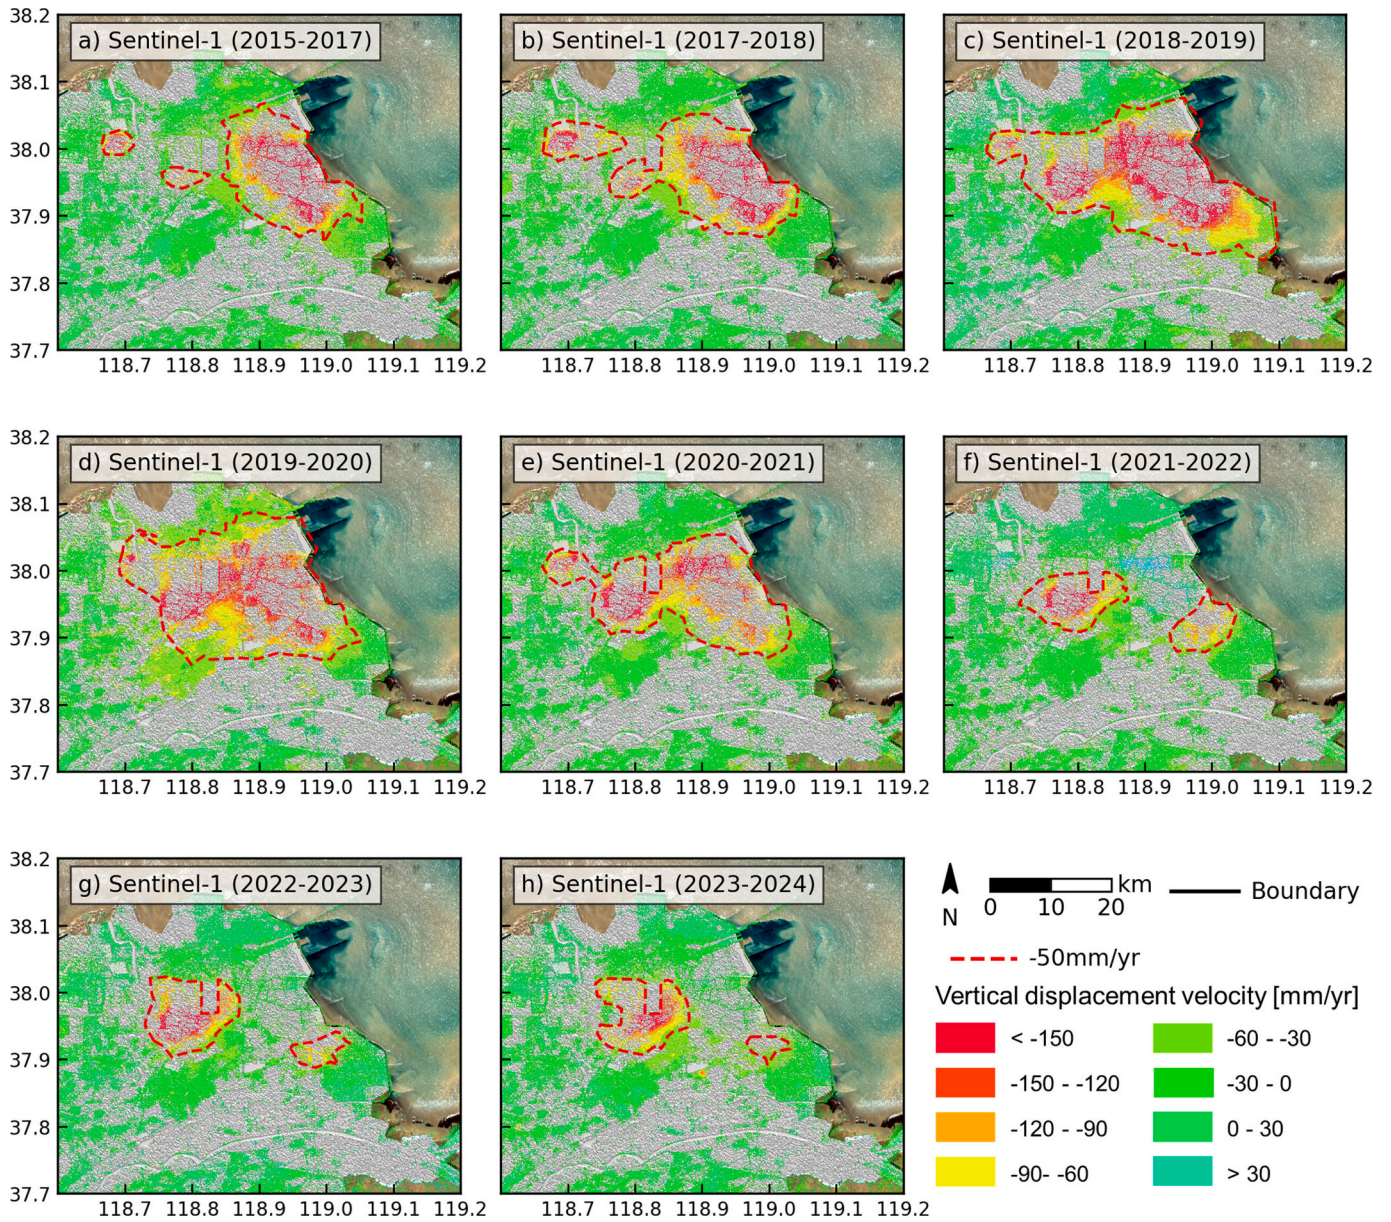 a) Sentinel-1 (2015-2017)
b) Sentinel-1 (2017-2018)
c) Sentinel-1 (2018-2019)
38.2
38.1
38.0
37.9
37.8
37.7
118.7 118.8 118.9 119.0 119.1 119.2
118.7 118.8 118.9 119.0 119.1 119.2
118.7 118.8 118.9 119.0 119.1 119.2
d) Sentinel-1 (2019-2020)
e) Sentinel-1 (2020-2021)
f) Sentinel-1 (2021-2022)
38.2
38.1
38.0
37.9
37.8
37.7
118.7 118.8 118.9 119.0 119.1 119.2
118.7 118.8 118.9 119.0 119.1 119.2
118.7 118.8 118.9 119.0 119.1 119.2
g) Sentinel-1 (2022-2023)
h) Sentinel-1 (2023-2024)
38.2
38.1
38.0
37.9
37.8
37.7
118.7 118.8 118.9 119.0 119.1 119.2
118.7 118.8 118.9 119.0 119.1 119.2
N
km
0 10 20
Boundary
-50mm/yr
Vertical displacement velocity [mm/yr]
< -150
-60 - -30
-150 - -120
-30 - 0
-120 - -90
0 - 30
-90- -60
> 30